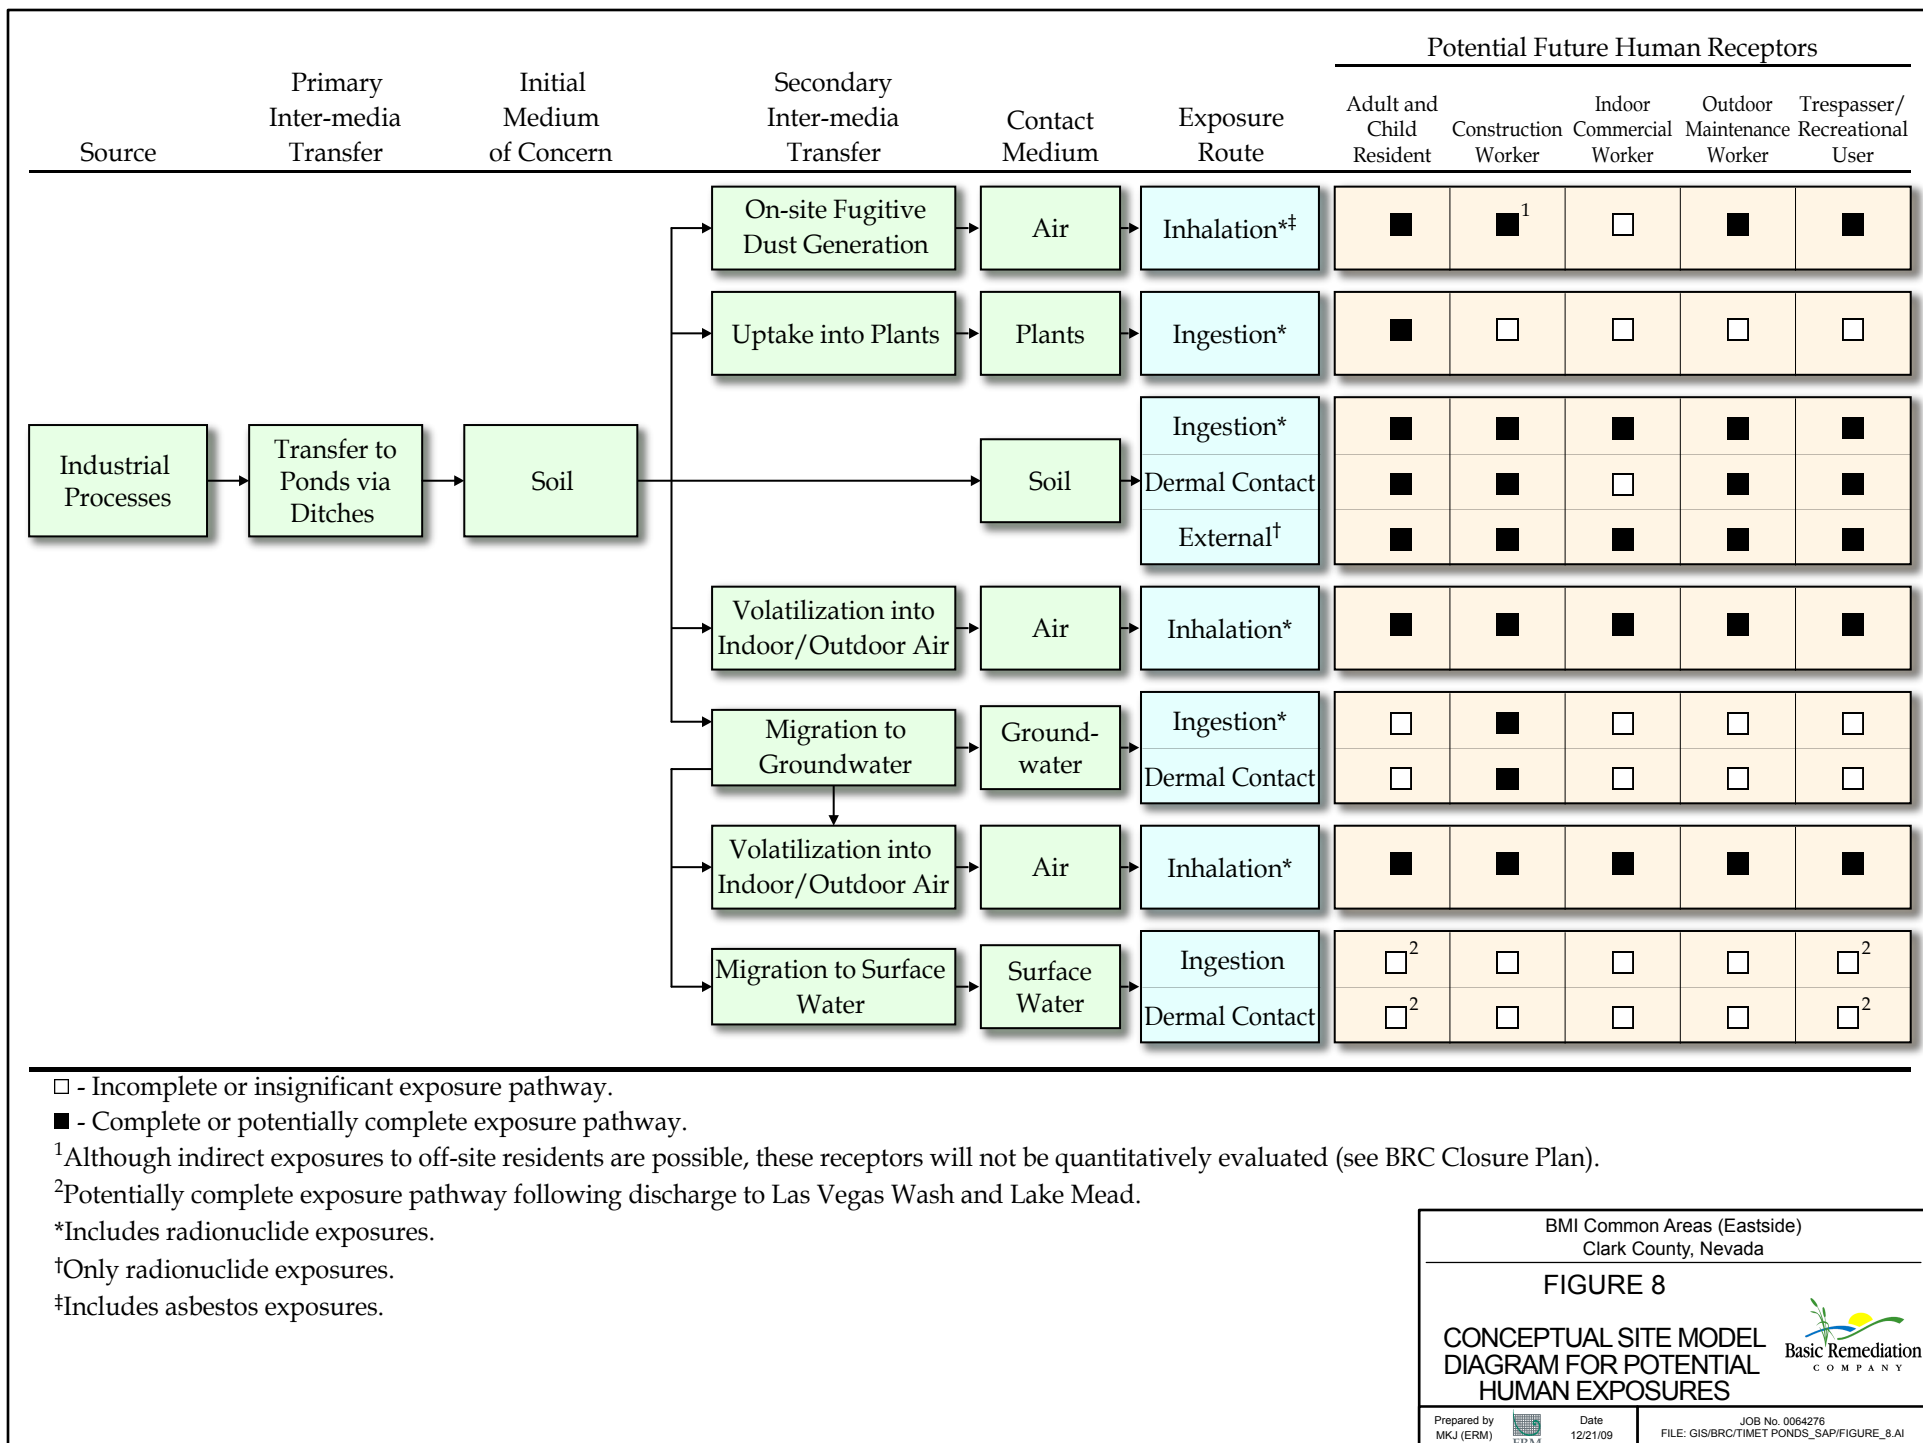 Potential Future Human Receptors
Source
Primary
Inter-media
Transfer
Initial
Medium
of Concern
Secondary
Inter-media
Transfer
Contact
Medium
Exposure
Route
Adult and
Child
Resident
Construction
Worker
Indoor
Commercial
Worker
Outdoor
Maintenance
Worker
Trespasser/
Recreational
User
On-site Fugitive
Dust Generation
Air
Inhalation*‡
1
Uptake into Plants
Plants
Ingestion*
Industrial
Processes
Transfer to
Ponds via
Ditches
Soil
Soil
Ingestion*
Dermal Contact
External†
Volatilization into
Indoor/Outdoor Air
Air
Inhalation*
Migration to
Groundwater
Ground-
water
Ingestion*
Dermal Contact
Volatilization into
Indoor/Outdoor Air
Air
Inhalation*
Migration to Surface
Water
Surface
Water
Ingestion
2
2
Dermal Contact
2
2
□ - Incomplete or insignificant exposure pathway.
■ - Complete or potentially complete exposure pathway.
1Although indirect exposures to off-site residents are possible, these receptors will not be quantitatively evaluated (see BRC Closure Plan).
2Potentially complete exposure pathway following discharge to Las Vegas Wash and Lake Mead.
*Includes radionuclide exposures.
†Only radionuclide exposures.
‡Includes asbestos exposures.
BMI Common Areas (Eastside)
Clark County, Nevada
FIGURE 8
CONCEPTUAL SITE MODEL
DIAGRAM FOR POTENTIAL
HUMAN EXPOSURES
Basic Remediation
COMPANY
Prepared by
MKJ (ERM)
ERM
Date
12/21/09
JOB No. 0064276
FILE: GIS/BRC/TIMET PONDS_SAP/FIGURE_8.AI